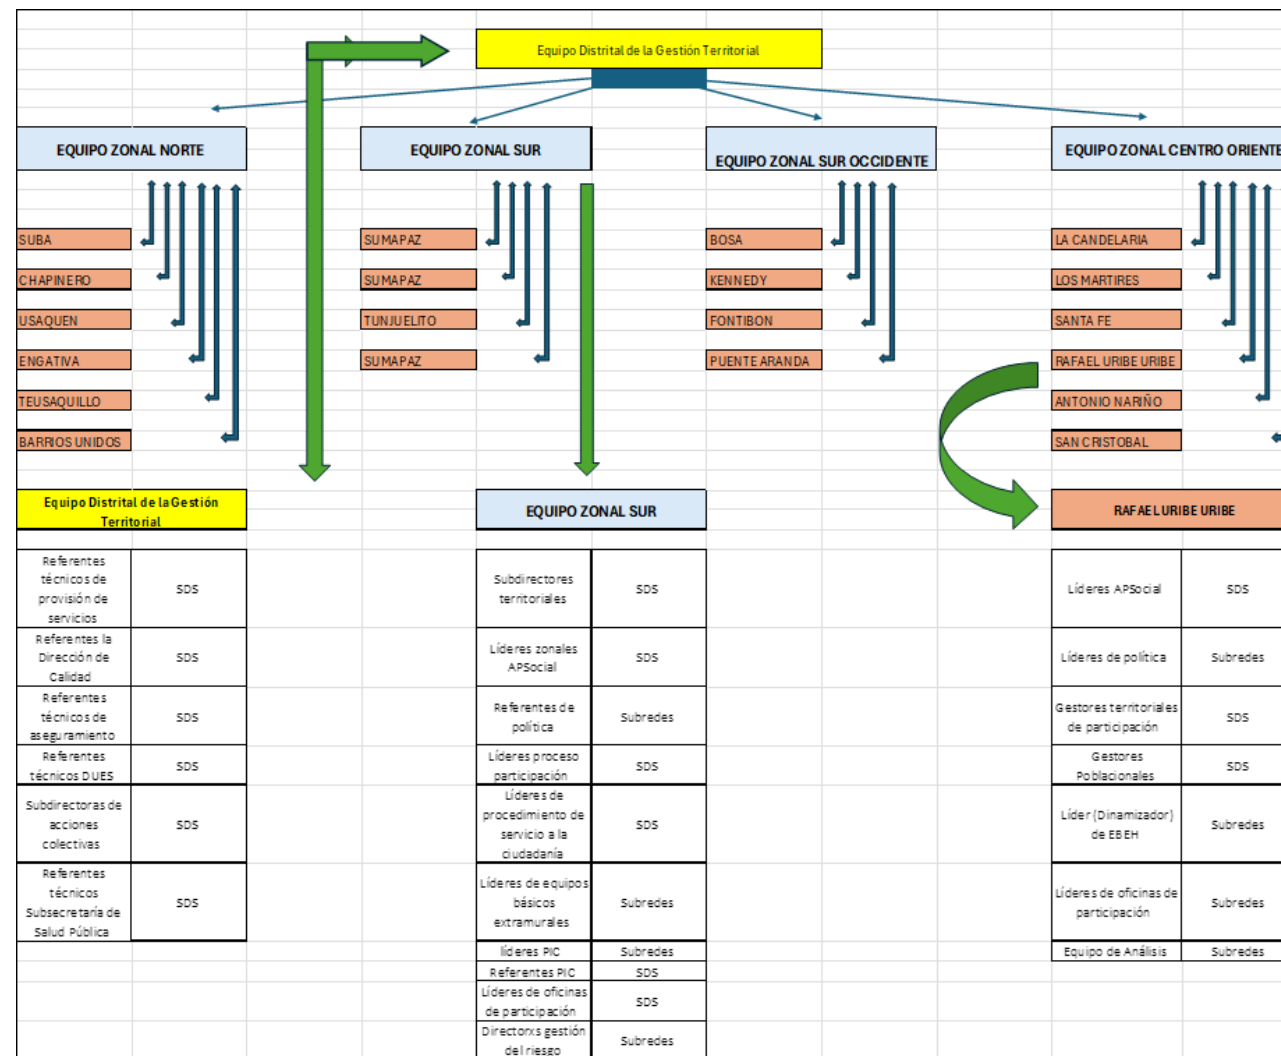 Equipo Distrital de la Gestión Territorial
EQUIPO ZONAL NORTE
EQUIPO ZONAL SUR
EQUIPO ZONAL SUR OCCIDENTE
EQUIPO ZONAL CENTRO ORIENTE
SUBA
SUMAPAZ
BOSA
LA CANDELARIA
CHAPINERO
SUMAPAZ
KENNEDY
LOS MARTIRES
USAQUEN
TUNJUELITO
FONTIBON
SANTA FE
ENGATIVA
SUMAPAZ
PUENTE ARANDA
RAFAEL URIBE URIBE
TEUSAQUILLO
ANTONIO NARIÑO
BARRIOS UNIDOS
SAN CRISTOBAL
Equipo Distrital de la Gestión
Territorial
Referentes
técnicos de
provisión de
servicios
SDS
Referentes la
Dirección de
Calidad
SDS
Referentes
técnicos de
aseguramiento
SDS
Referentes
técnicos DUES
SDS
Subdirectoras de
acciones
colectivas
SDS
Referentes
técnicos
Subsecretaría de
Salud Pública
SDS
EQUIPO ZONAL SUR
Subdirectores
territoriales
SDS
Líderes zonales
APSocial
SDS
Referentes de
política
Subredes
Líderes proceso
participación
SDS
Líderes de
procedimiento de
servicio a la
ciudadanía
SDS
Líderes de equipos
básicos
extramurales
Subredes
líderes PIC
Subredes
Referentes PIC
SDS
Líderes de oficinas
de participación
SDS
Directorxs gestión
del riesgo
Subredes
RAFAEL URIBE URIBE
Líderes APSocial
SDS
Líderes de política
Subredes
Gestores territoriales
de participación
SDS
Gestores
Poblacionales
SDS
Líder (Dinamizador)
de EBEH
Subredes
Líderes de oficinas de
participación
Subredes
Equipo de Análisis
Subredes